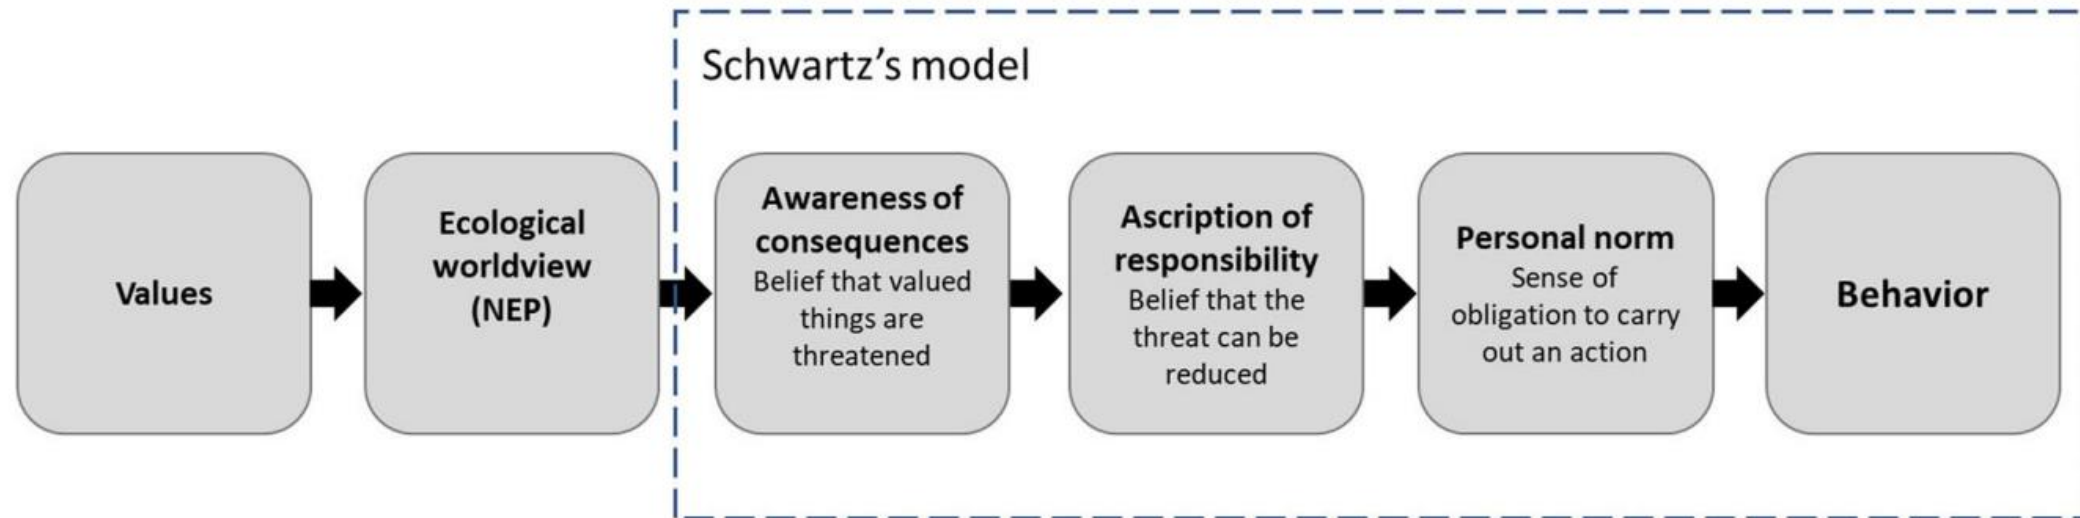 Schwartz’s model
Values
Ecological
worldview
(NEP)
Awareness of
consequences
Belief that valued
things are
threatened
Ascription of
responsibility
Belief that the
threat can be
reduced
Personal norm
Sense of
obligation to carry
out an action
Behavior